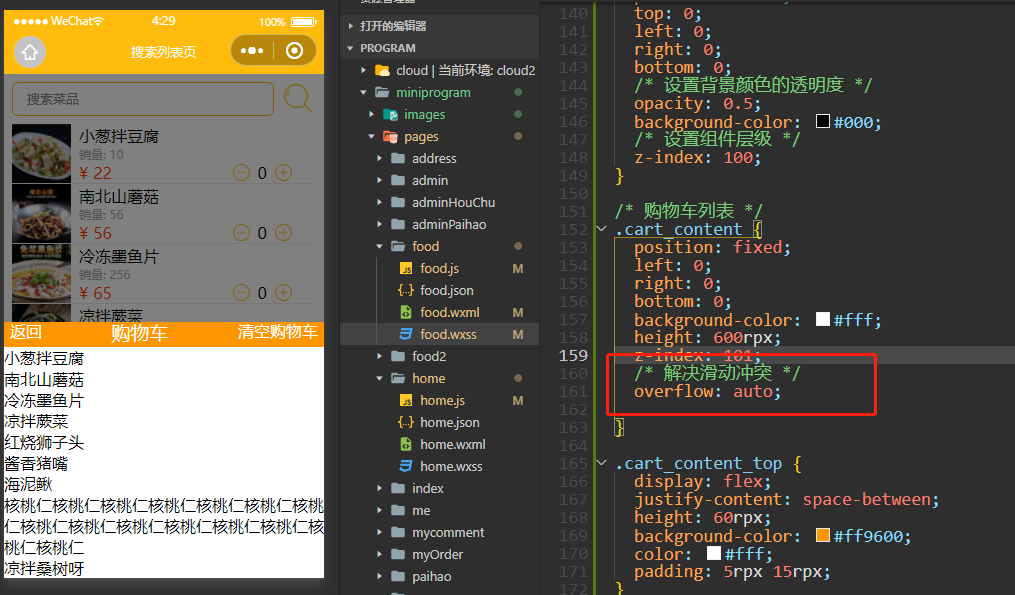 WeChat
4:29
100%
搜索列表页
搜索菜品
小葱拌豆腐
销量: 10
¥ 22
0
南北山蘑菇
销量: 56
¥ 56
0
冷冻墨鱼片
销量: 256
¥ 65
0
凉拌蕨菜
返回
购物车
清空购物车
小葱拌豆腐
南北山蘑菇
冷冻墨鱼片
凉拌蕨菜
红烧狮子头
酱香猪嘴
海泥鳅
核桃仁核桃仁核桃仁核桃仁核桃仁核桃仁核桃
仁核桃仁核桃仁核桃仁核桃仁核桃仁核桃仁核
桃仁核桃仁
凉拌桑树呀
打开的编辑器
PROGRAM
cloud | 当前环境: cloud2
miniprogram
images
pages
address
admin
adminHouChu
adminPaihao
food
food.js M
food.json
food.wxml M
food.wxss M
food2
home
home.js M
home.json
home.wxml
home.wxss
index
me
mycomment
myOrder
paihao
140 top: 0;
141 left: 0;
142 right: 0;
143 bottom: 0;
144 /* 设置背景颜色的透明度 */
145 opacity: 0.5;
146 background-color: #000;
147 /* 设置组件层级 */
148 z-index: 100;
149 }
150
151 /* 购物车列表 */
152 .cart_content {
153 position: fixed;
154 left: 0;
155 right: 0;
156 bottom: 0;
157 background-color: #fff;
158 height: 600rpx;
159 z-index: 101;
160 /* 解决滑动冲突 */
161 overflow: auto;
162
163 }
164
165 .cart_content_top {
166 display: flex;
167 justify-content: space-between;
168 height: 60rpx;
169 background-color: #ff9600;
170 color: #fff;
171 padding: 5rpx 15rpx;
172 }